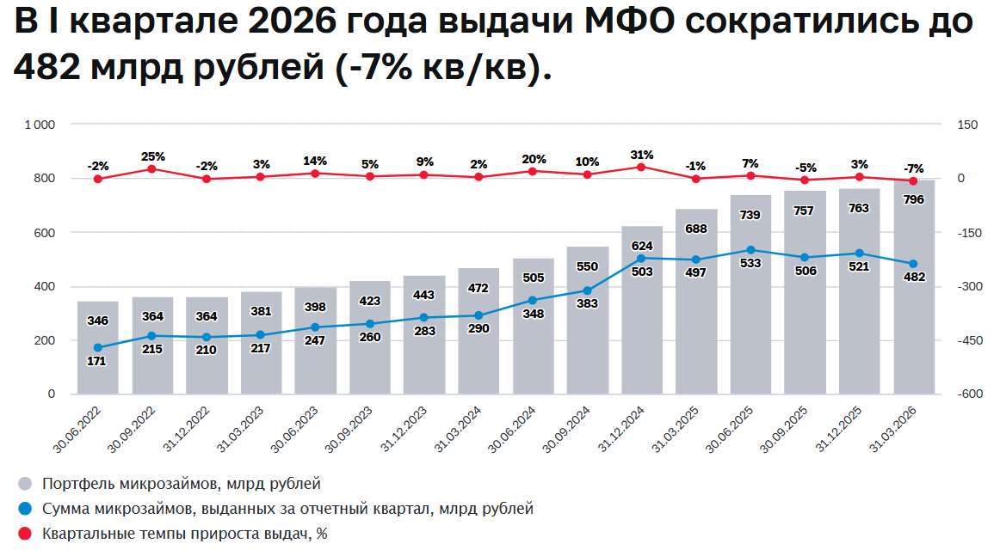 В I квартале 2026 года выдачи МФО сократились до
482 млрд рублей (-7% кв/кв).
1 000 150
-2% 25% -2% 3% 14% 5% 9% 2% 20% 10% 31% -1% 7% -5% 3% -7%
800 0
600 -150
400 -300
200 -450
0 -600
346 364 364 381 398 423 443 472 505 550 624 688 739 757 763 796
171 215 210 217 247 260 283 290 348 383 503 497 533 506 521 482
30.06.2022 30.09.2022 31.12.2022 31.03.2023 30.06.2023 30.09.2023 31.12.2023 31.03.2024 30.06.2024 30.09.2024 31.12.2024 31.03.2025 30.06.2025 30.09.2025 31.12.2025 31.03.2026
Портфель микрозаймов, млрд рублей
Сумма микрозаймов, выданных за отчетный квартал, млрд рублей
Квартальные темпы прироста выдач, %